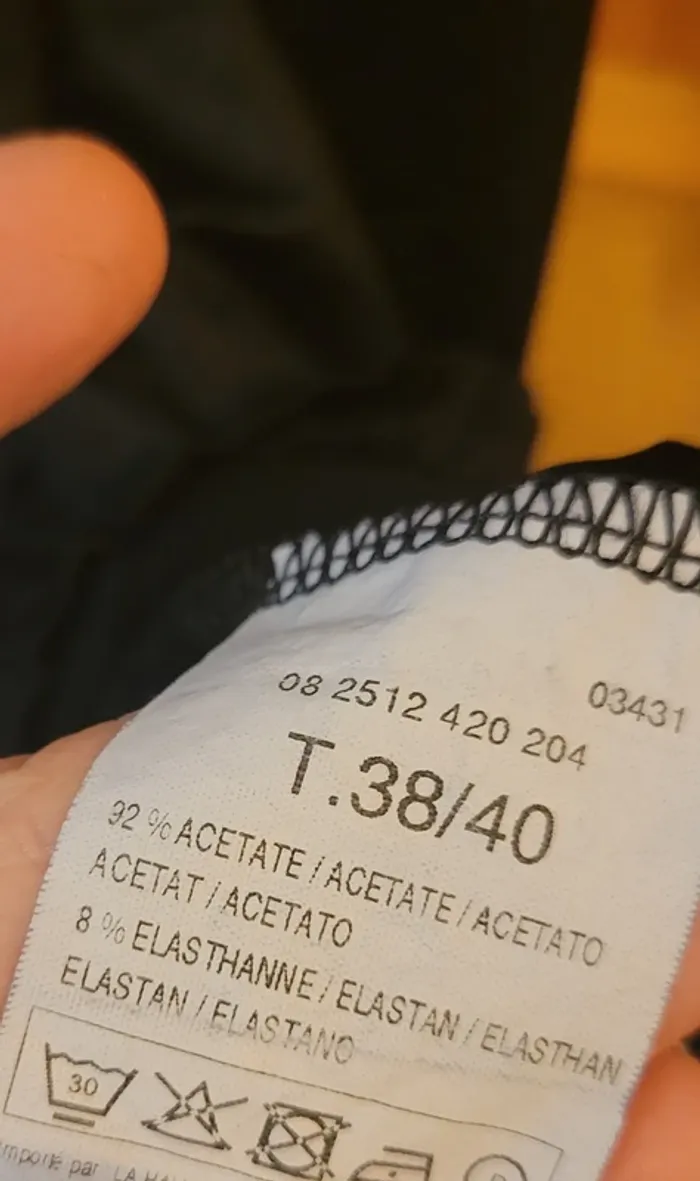 03431
08 2512 420 204
T.38/40
92 % ACETATE / ACETATE / ACETATO
ACETAT / ACETATO
8 % ELASTHANNE / ELASTAN / ELASTHAN
ELASTAN / ELASTANO
30
par LA